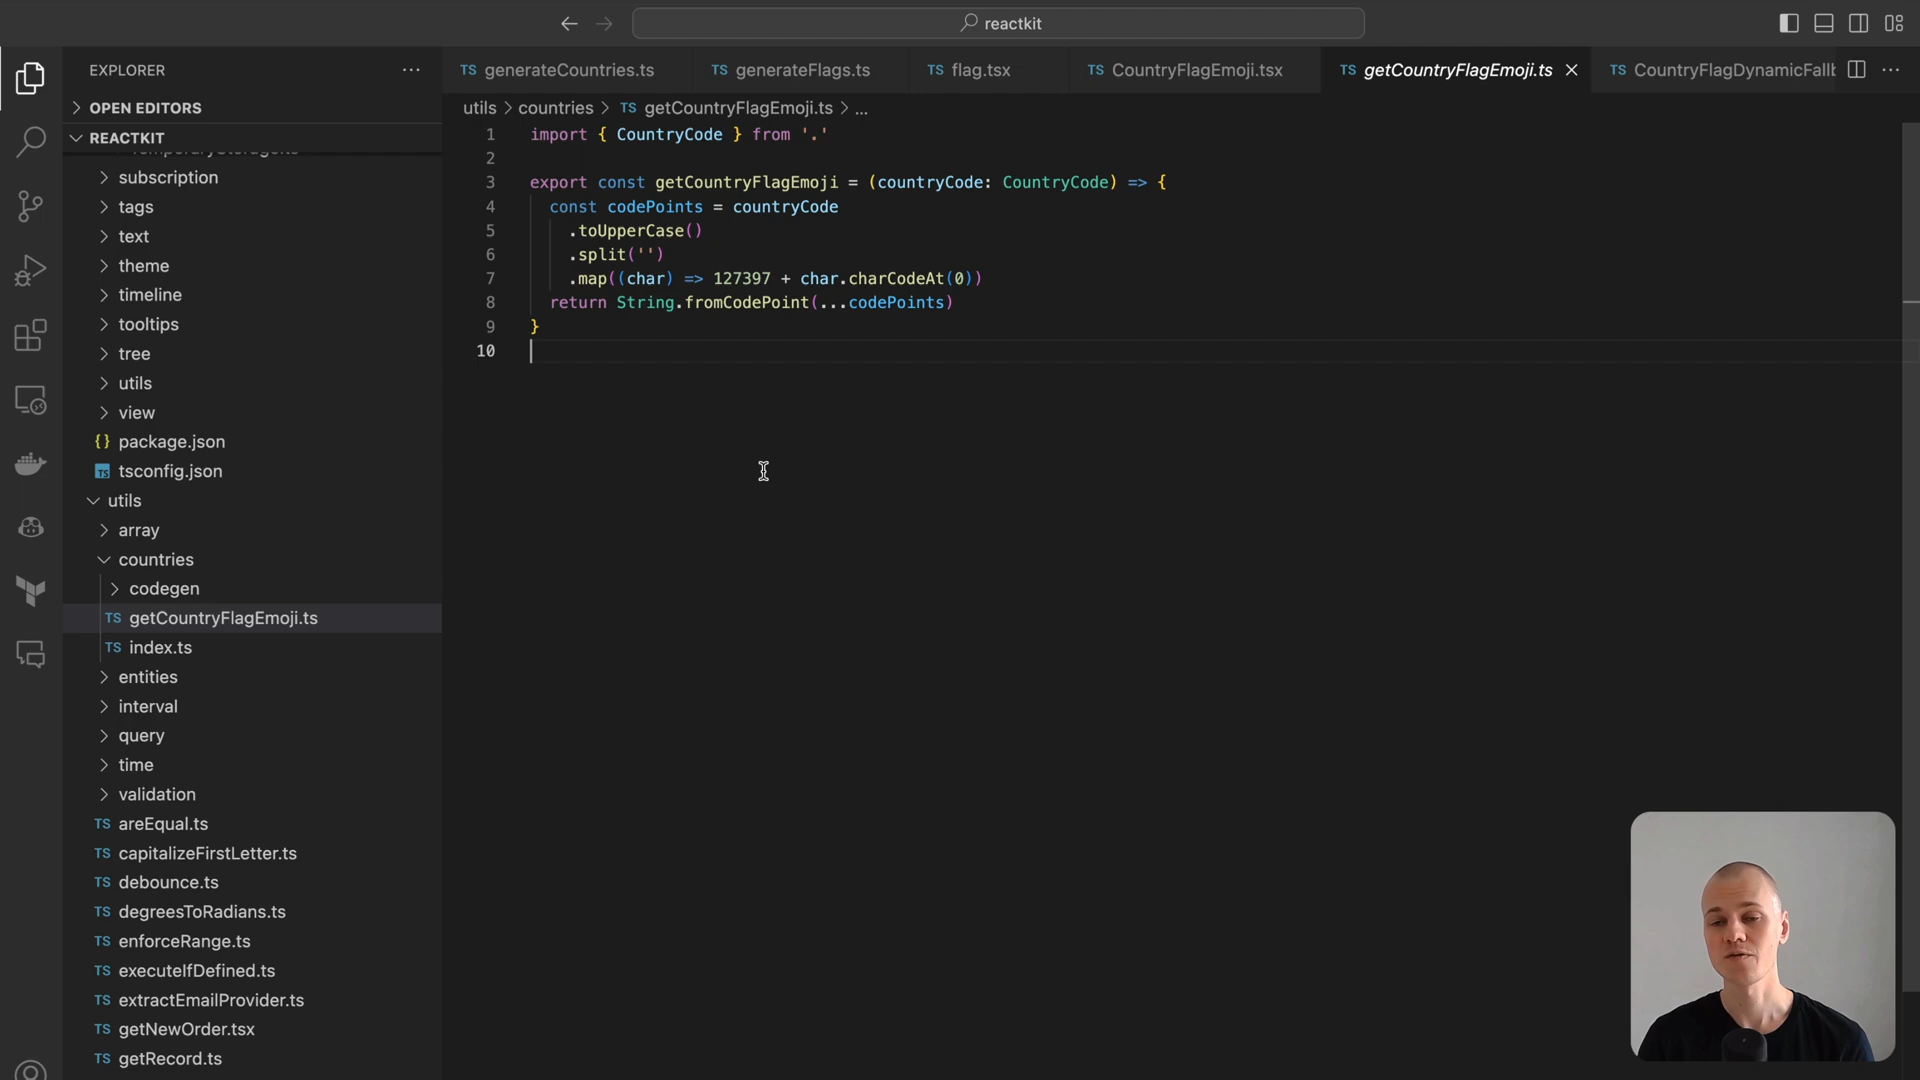 reactkit
EXPLORER
OPEN EDITORS
REACTKIT
subscription
tags
text
theme
timeline
tooltips
tree
utils
view
{} package.json
TS tsconfig.json
utils
array
countries
codegen
TS getCountryFlagEmoji.ts
TS index.ts
entities
interval
query
time
validation
TS areEqual.ts
TS capitalizeFirstLetter.ts
TS debounce.ts
TS degreesToRadians.ts
TS enforceRange.ts
TS executeIfDefined.ts
TS extractEmailProvider.ts
TS getNewOrder.tsx
TS getRecord.ts
TS generateCountries.ts TS generateFlags.ts TS flag.tsx TS CountryFlagEmoji.tsx TS getCountryFlagEmoji.ts TS CountryFlagDynamicFallb
utils > countries > TS getCountryFlagEmoji.ts > ...
1 import { CountryCode } from '.'
2
3 export const getCountryFlagEmoji = (countryCode: CountryCode) => {
4 const codePoints = countryCode
5 .toUpperCase()
6 .split('')
7 .map((char) => 127397 + char.charCodeAt(0))
8 return String.fromCodePoint(...codePoints)
9 }
10